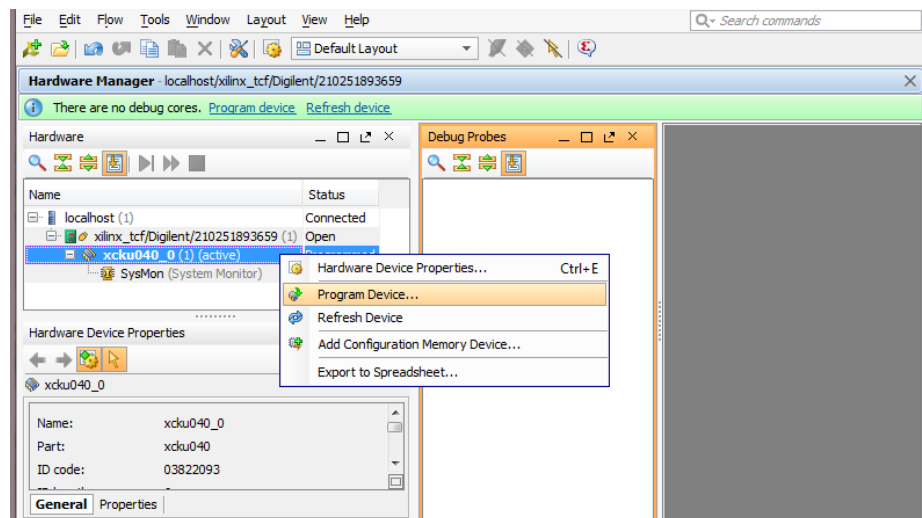 File Edit Flow Tools Window Layout View Help
Search commands
Default Layout
Hardware Manager - localhost/xilinx_tcf/Digilent/210251893659
There are no debug cores. Program device Refresh device
Hardware
Debug Probes
Name Status
localhost (1) Connected
xilinx_tcf/Digilent/210251893659 (1) Open
xcku040_0 (1) (active)
SysMon (System Monitor)
Hardware Device Properties... Ctrl+E
Program Device...
Refresh Device
Add Configuration Memory Device...
Export to Spreadsheet...
Hardware Device Properties
xcku040_0
Name: xcku040_0
Part: xcku040
ID code: 03822093
General Properties